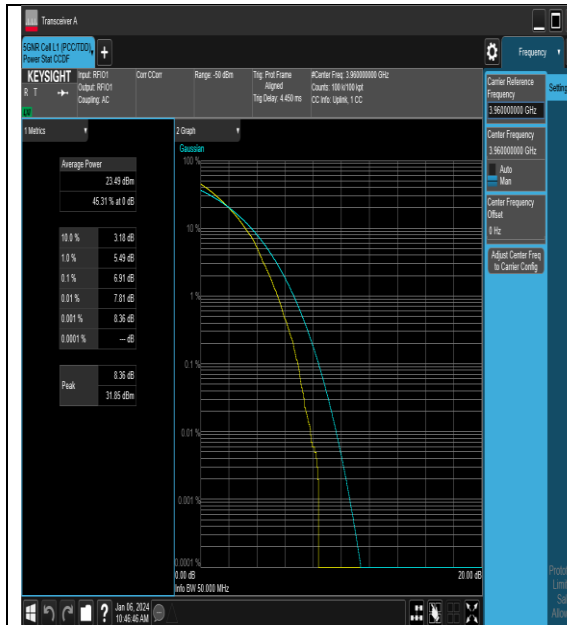 Transceiver A
5GNR Cell L1 (PCC/TDD),
Power Stat CCDF
+
Frequency
KEYSIGHT
R T
LW
Input: RFIO1
Output: RFIO1
Coupling: AC
Corr CCorr
Range: -50 dBm
Trig: Prot Frame
Aligned
Trig Delay: 4.450 ms
#Center Freq: 3.960000000 GHz
Counts: 100 k/100 kpt
CC Info: Uplink, 1 CC
Carrier Reference
Frequency
3.960000000 GHz
Setting
Center Frequency
3.960000000 GHz
Auto
Man
Center Frequency
Offset
0 Hz
Adjust Center Freq
to Carrier Config
1 Metrics
Average Power
23.49 dBm
45.31 % at 0 dB
10.0 % 3.18 dB
1.0 % 5.49 dB
0.1 % 6.91 dB
0.01 % 7.81 dB
0.001 % 8.36 dB
0.0001 % --- dB
Peak 8.36 dB
31.85 dBm
2 Graph
Gaussian
100 %
10 %
1 %
0.1 %
0.01 %
0.001 %
0.0001 %
0.00 dB 20.00 dB
Info BW 50.000 MHz
Jan 06, 2024
10:46:46 AM
?